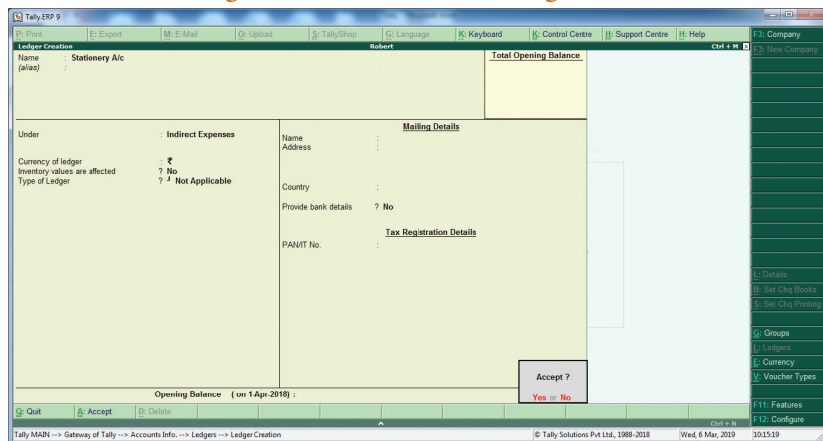 Tally.ERP 9
P: Print E: Export M: E-Mail O: Upload S: TallyShop G: Language K: Keyboard K: Control Centre H: Support Centre H: Help F3: Company
Ledger Creation Robert Ctrl + M F3: New Company
Name : Stationery A/c
(alias) :
Total Opening Balance
Mailing Details
Under : Indirect Expenses
Name :
Address :
Currency of ledger : ₹
Inventory values are affected ? No
Type of Ledger ? ┘ Not Applicable
Country :
Provide bank details ? No
Tax Registration Details
PAN/IT No. :
L: Details
B: Set Chq Books
S: Set Chq Printing
G: Groups
L: Ledgers
E: Currency
V: Voucher Types
Accept ?
Yes or No
Opening Balance ( on 1-Apr-2018) :
Q: Quit A: Accept D: Delete
F11: Features
F12: Configure
Ctrl + N
Tally MAIN --> Gateway of Tally --> Accounts Info. --> Ledgers --> Ledger Creation © Tally Solutions Pvt Ltd., 1988-2018 Wed, 6 Mar, 2019 10:15:19